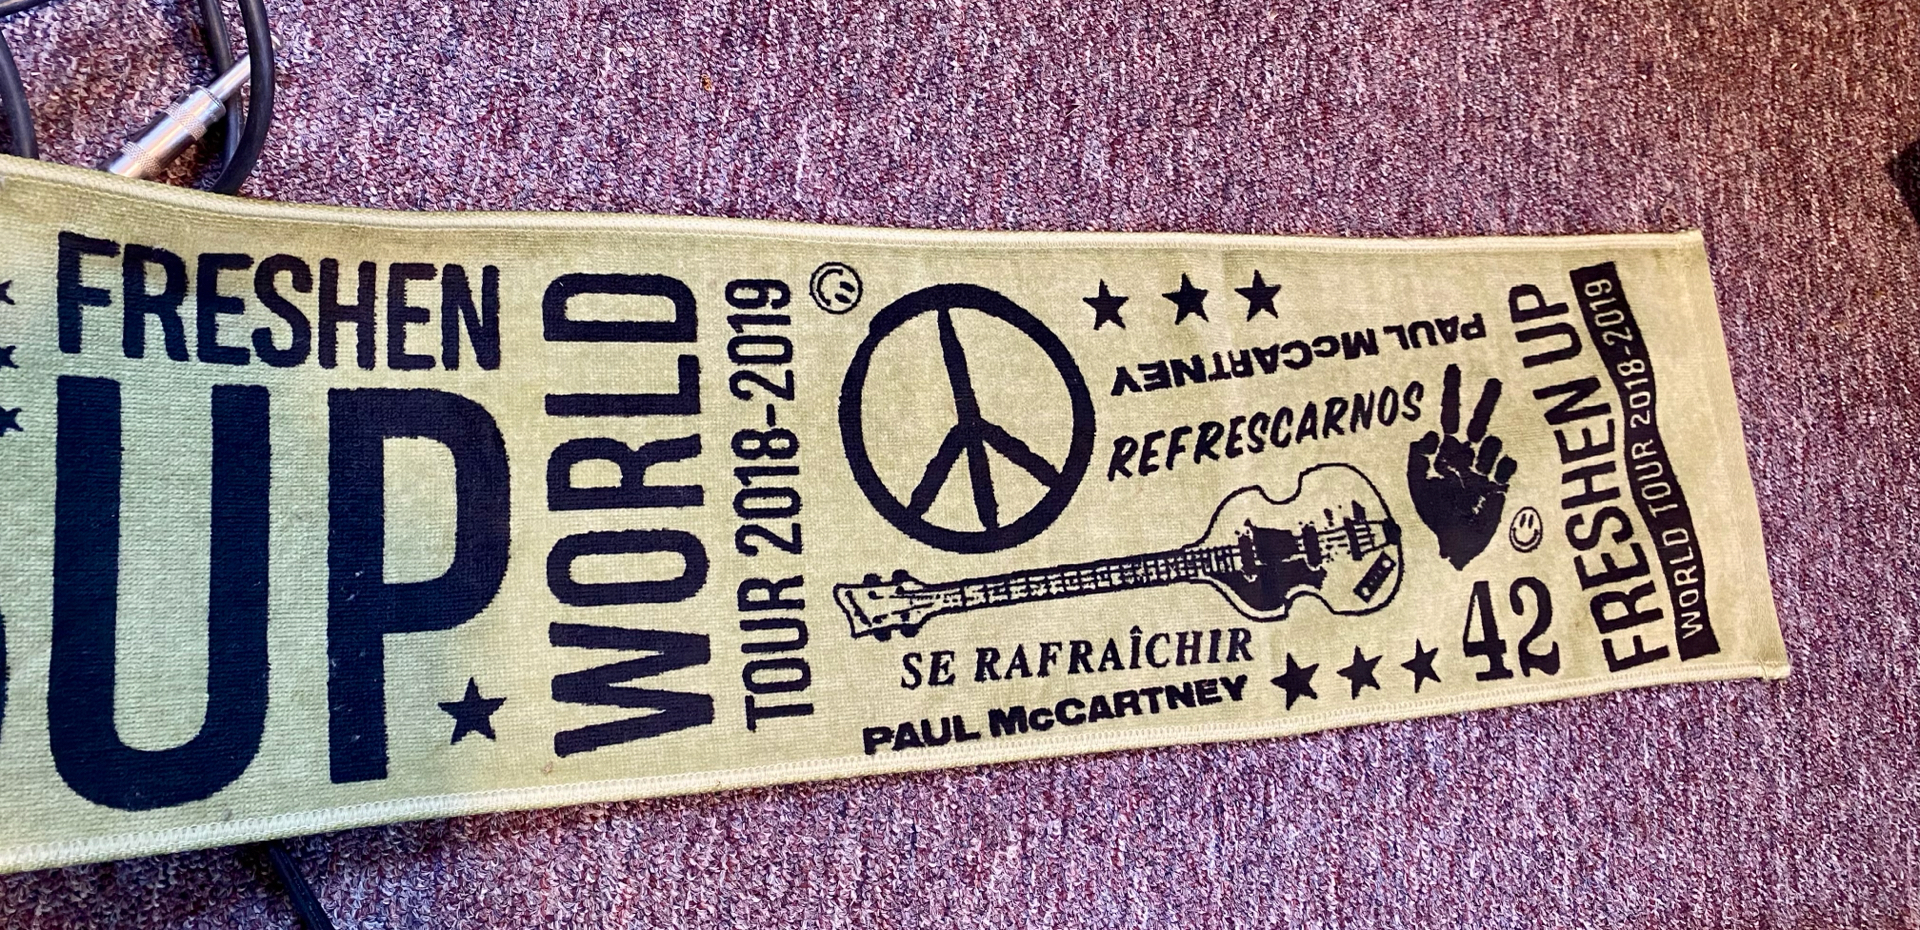 FRESHEN
UP
WORLD
TOUR 2018-2019
PAUL McCARTNEY
REFRESCARNOS
SE RAFRAÎCHIR
PAUL McCARTNEY
42
FRESHEN UP
WORLD TOUR 2018-2019